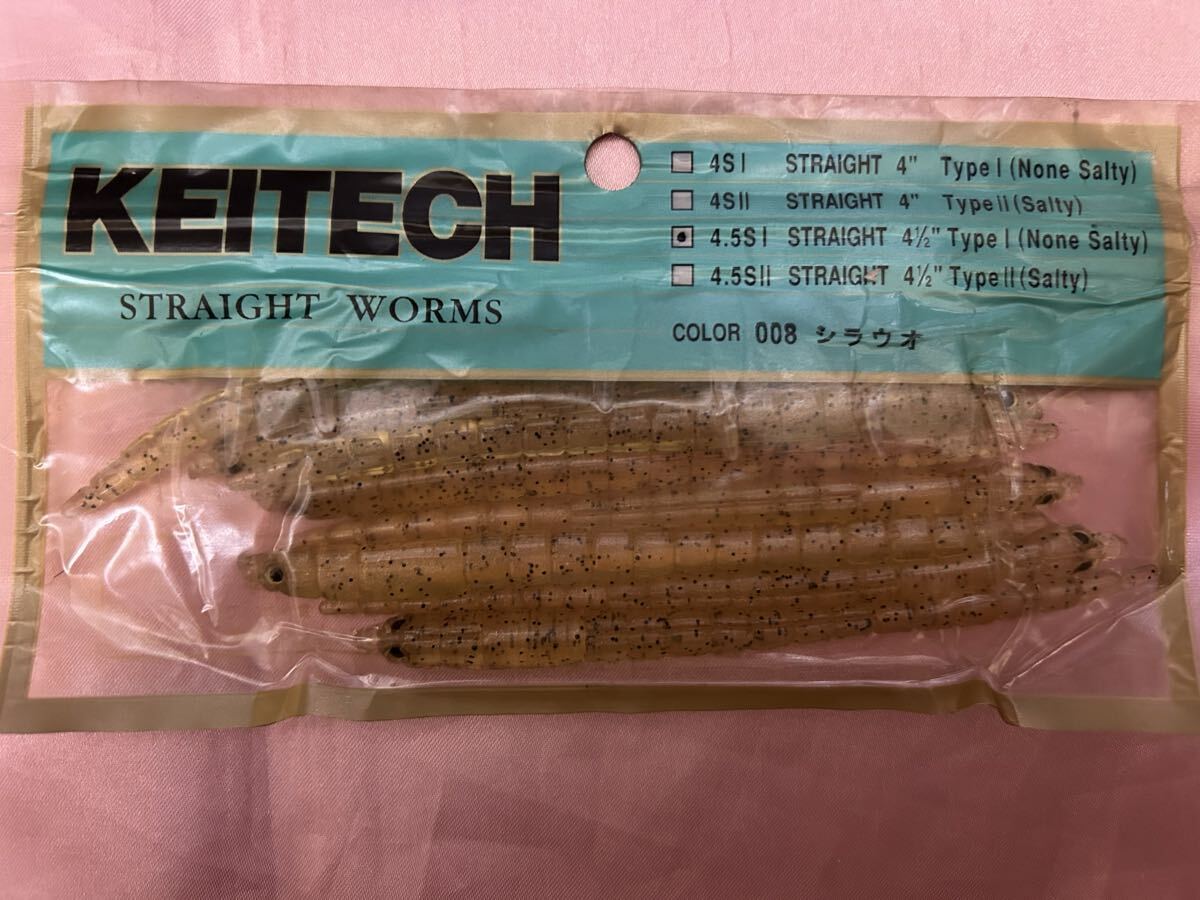 KEITECH
STRAIGHT WORMS
4S I STRAIGHT 4" Type I (None Salty)
4S II STRAIGHT 4" Type II (Salty)
4.5S I STRAIGHT 4½" Type I (None Salty)
4.5S II STRAIGHT 4½" Type II (Salty)
COLOR 008 シラウオ